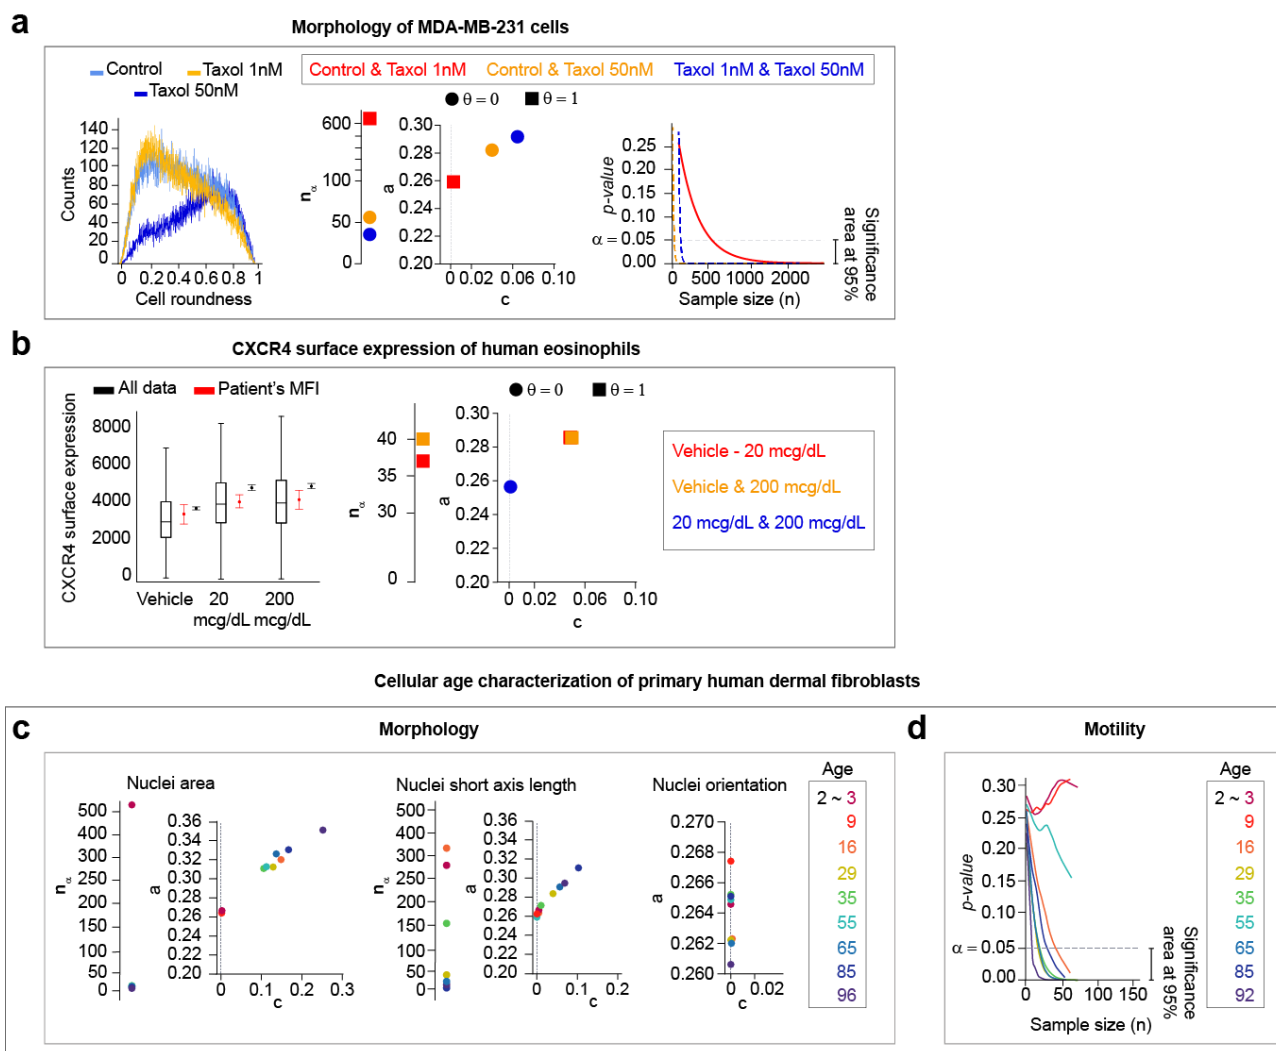 a
Morphology of MDA-MB-231 cells
Control
Taxol 1nM
Taxol 50nM
Control & Taxol 1nM
Control & Taxol 50nM
Taxol 1nM & Taxol 50nM
θ = 0
θ = 1
Counts
140
120
100
80
60
40
20
0
0
0.2
0.4
0.6
0.8
1
Cell roundness
nα
600
100
50
0
a
0.30
0.28
0.26
0.24
0.22
0.20
0
0.02
0.06
0.10
c
p-value
0.25
0.20
0.15
0.10
α = 0.05
0.00
0
500
1000
2000
Sample size (n)
Significance
area at 95%
b
CXCR4 surface expression of human eosinophils
All data
Patient's MFI
CXCR4 surface expression
8000
6000
4000
2000
0
Vehicle
20
mcg/dL
200
mcg/dL
nα
40
35
30
0
θ = 0
θ = 1
a
0.30
0.28
0.26
0.24
0.22
0.20
0
0.02
0.06
0.10
c
Vehicle - 20 mcg/dL
Vehicle & 200 mcg/dL
20 mcg/dL & 200 mcg/dL
Cellular age characterization of primary human dermal fibroblasts
c
Morphology
Nuclei area
nα
500
400
300
200
150
100
50
0
a
0.36
0.34
0.32
0.30
0.28
0.26
0.24
0.22
0.20
0
0.1
0.2
0.3
c
Nuclei short axis length
nα
500
400
300
250
200
150
100
50
0
a
0.36
0.34
0.32
0.30
0.28
0.26
0.24
0.22
0.20
0
0.1
0.2
c
Nuclei orientation
a
0.270
0.268
0.266
0.264
0.262
0.260
0
0.02
c
Age
2 ~ 3
9
16
29
35
55
65
85
96
d
Motility
p-value
0.30
0.25
0.20
0.15
0.10
α = 0.05
0.00
0
50
100
150
Sample size (n)
Significance
area at 95%
Age
2 ~ 3
9
16
29
35
55
65
85
92